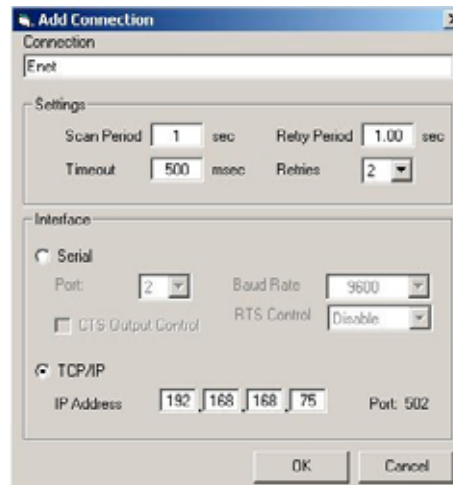 Add Connection
Connection
Enet
Settings
Scan Period 1 sec Retry Period 1.00 sec
Timeout 500 msec Retries 2
Interface
Serial
Port: 2 Baud Rate 9600
CTS Output Control RTS Control Disable
TCP/IP
IP Address 192 . 168 . 168 . 75 Port: 502
OK Cancel